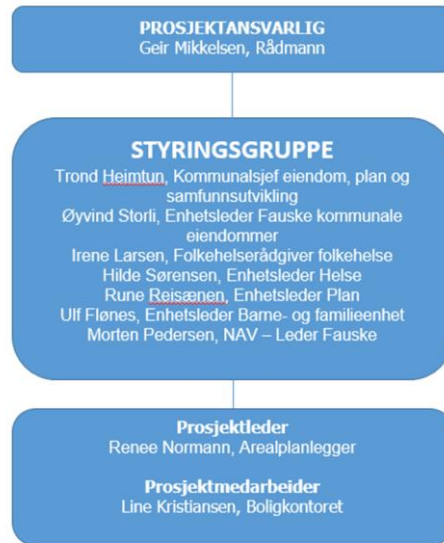 PROSJEKTANSVARLIG
Geir Mikkelsen, Rådmann
STYRINGSGRUPPE
Trond Heimtun, Kommunalsjef eiendom, plan og
samfunnsutvikling
Øyvind Storli, Enhetsleder Fauske kommunale
eiendommer
Irene Larsen, Folkehelserådgiver folkehelse
Hilde Sørensen, Enhetsleder Helse
Rune Reisænen, Enhetsleder Plan
Ulf Flønes, Enhetsleder Barne- og familieenhet
Morten Pedersen, NAV – Leder Fauske
Prosjektleder
Renee Normann, Arealplanlegger
Prosjektmedarbeider
Line Kristiansen, Boligkontoret